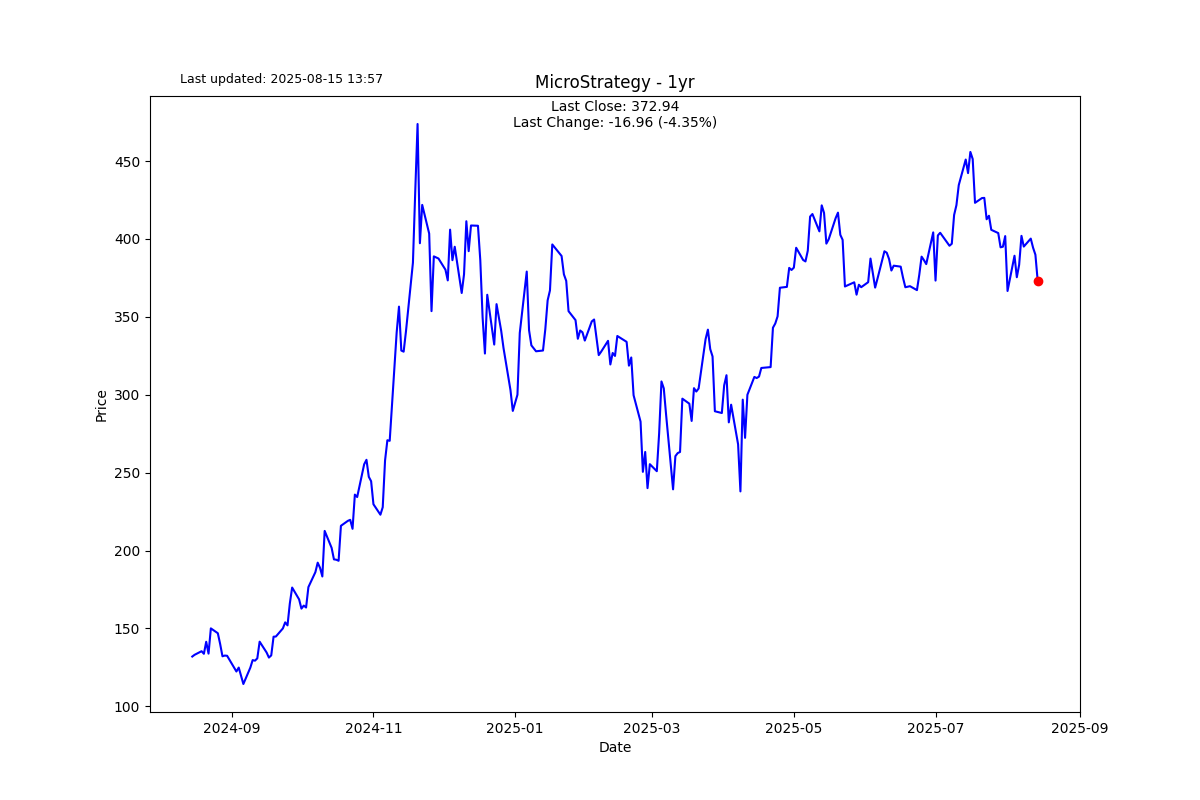 Last updated: 2025-08-15 13:57
MicroStrategy - 1yr
Last Close: 372.94
Last Change: -16.96 (-4.35%)
450
400
350
300
250
200
150
100
Price
2024-09
2024-11
2025-01
2025-03
2025-05
2025-07
2025-09
Date